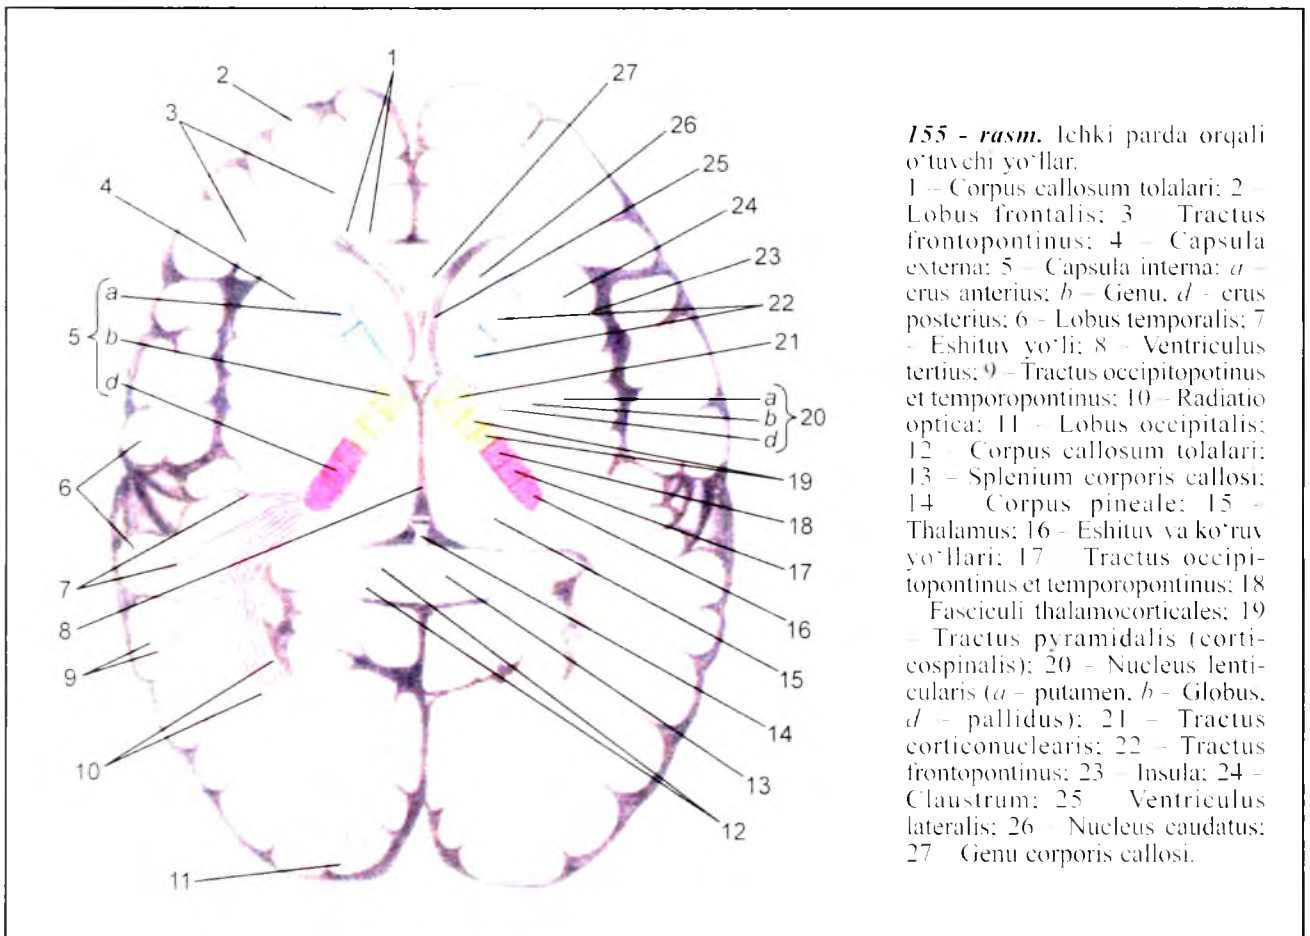 1
2
3
4
a
5
b
d
6
7
8
9
10
11
27
26
25
24
23
22
21
a
b
20
d
19
18
17
16
15
14
13
12
155 - rasm. Ichki parda orqali
o‘tuvchi yo‘llar.
1 – Corpus callosum tolalari; 2 –
Lobus frontalis; 3 Tractus
frontopontinus; 4 – Capsula
externa; 5 – Capsula interna: a –
crus anterius; b – Genu, d - crus
posterius; 6 – Lobus temporalis; 7
– Eshituv yo‘li; 8 – Ventriculus
tertius; 9 – Tractus occipitopotinus
et temporopontinus; 10 – Radiatio
optica; 11 – Lobus occipitalis;
12 – Corpus callosum tolalari;
13 – Splenium corporis callosi;
14 Corpus pineale; 15 –
Thalamus; 16 – Eshituv va ko‘ruv
yo‘llari; 17 Tractus occipi-
topontinus et temporopontinus; 18
Fasciculi thalamocorticales; 19
– Tractus pyramidalis (corti-
cospinalis); 20 – Nucleus lenti-
cularis (a – putamen, b – Globus,
d – pallidus); 21 – Tractus
corticonuclearis; 22 – Tractus
frontopontinus; 23 – Insula; 24 –
Claustrum; 25 Ventriculus
lateralis; 26 – Nucleus caudatus;
27 Genu corporis callosi.